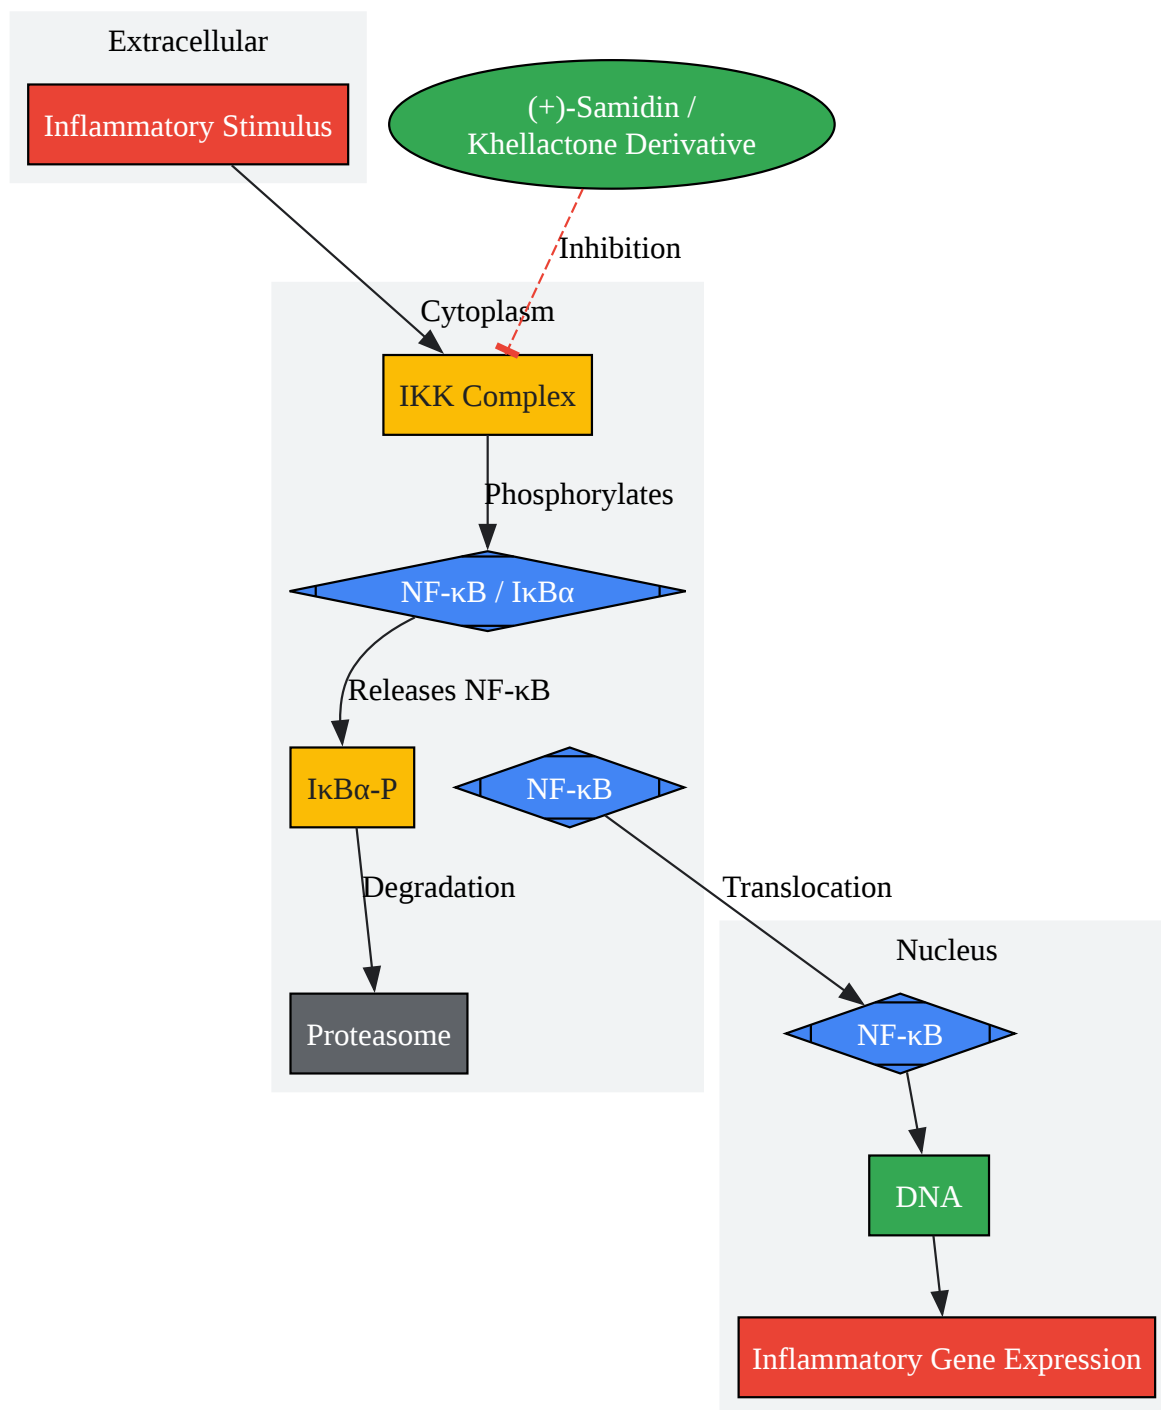 Extracellular
Inflammatory Stimulus
(+)-Samidin /
Khellactone Derivative
Inhibition
Cytoplasm
IKK Complex
Phosphorylates
NF-κB / IκBα
Releases NF-κB
IκBα-P
NF-κB
Degradation
Translocation
Nucleus
Proteasome
NF-κB
DNA
Inflammatory Gene Expression